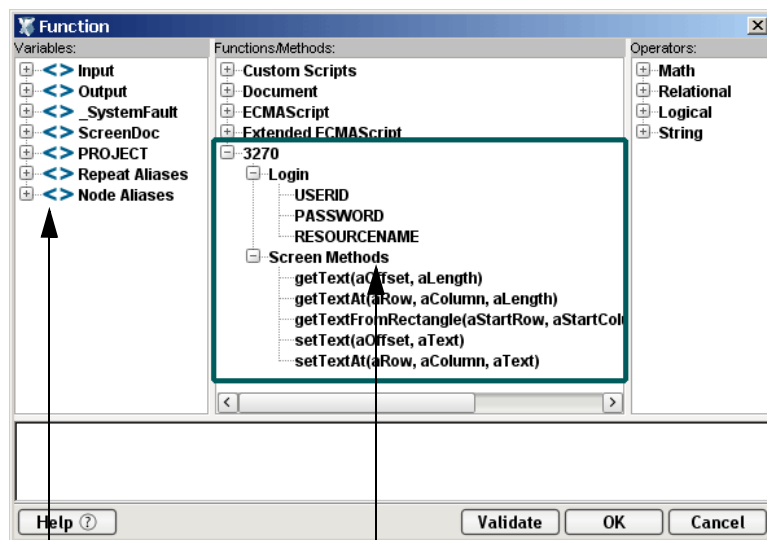 Function
Variables:
Input
Output
_SystemFault
ScreenDoc
PROJECT
Repeat Aliases
Node Aliases
Functions/Methods:
Custom Scripts
Document
ECMAScript
Extended ECMAScript
3270
Login
USERID
PASSWORD
RESOURCENAME
Screen Methods
getText(aOffset, aLength)
getTextAt(aRow, aColumn, aLength)
getTextFromRectangle(aStartRow, aStartColu
setText(aOffset, aText)
setTextAt(aRow, aColumn, aText)
Operators:
Math
Relational
Logical
String
Help ?
Validate
OK
Cancel